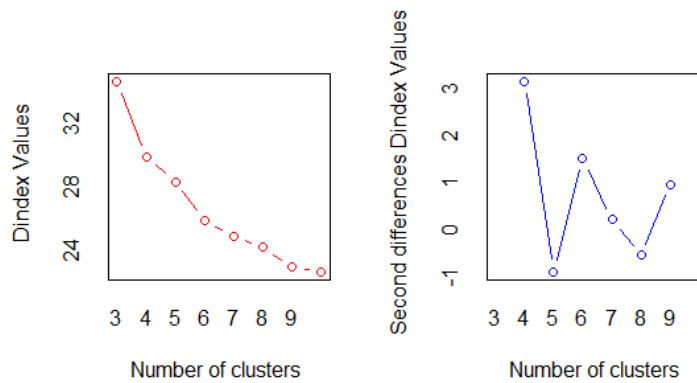 Dindex Values
32
28
24
3 4 5 6 7 8 9
Number of clusters
Second differences Dindex Values
3
2
1
0
-1
3 4 5 6 7 8 9
Number of clusters